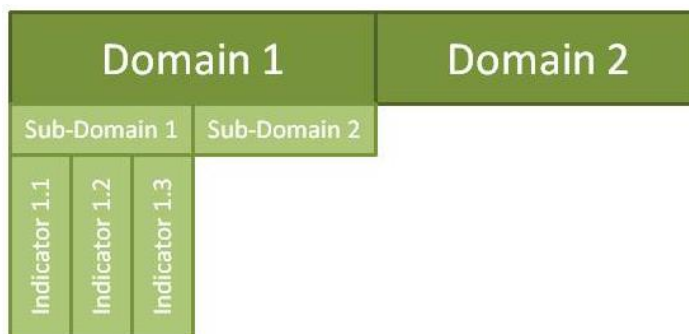 Domain 1
Domain 2
Sub-Domain 1
Sub-Domain 2
Indicator 1.1
Indicator 1.2
Indicator 1.3